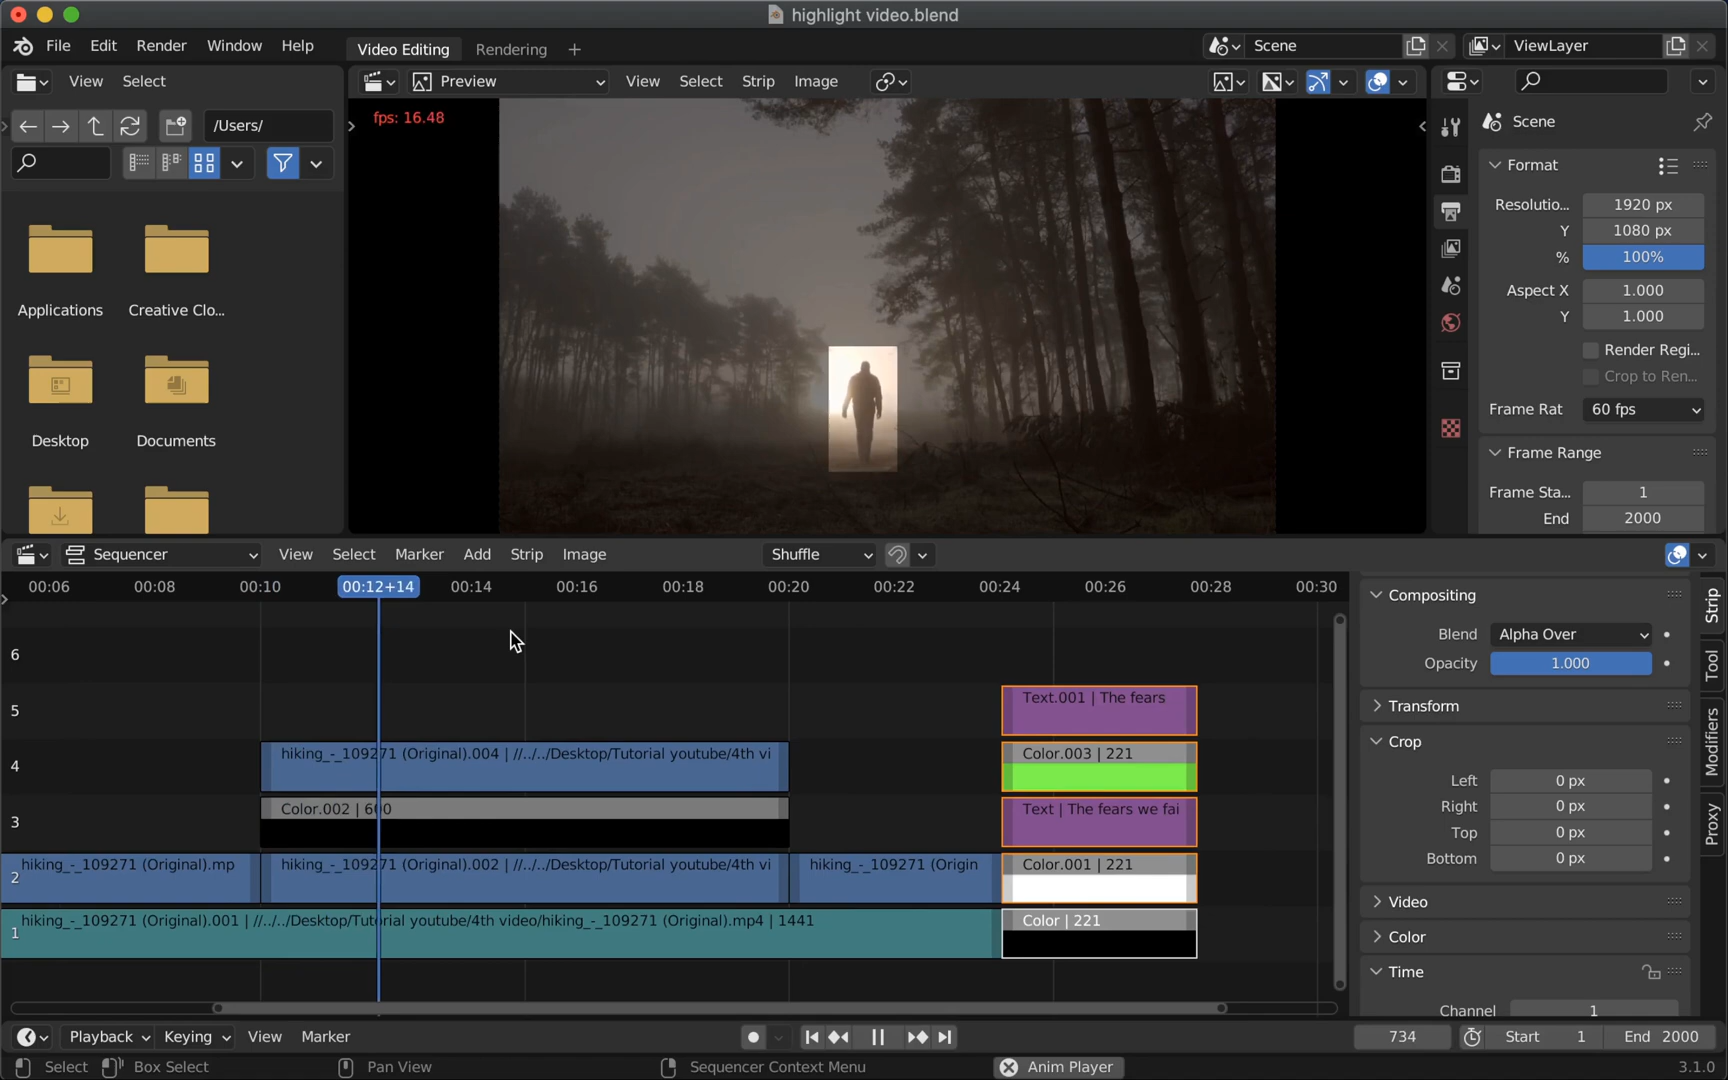 highlight video.blend
File Edit Render Window Help Video Editing Rendering + Scene ViewLayer
View Select Preview View Select Strip Image
/Users/
fps: 16.48
Scene
Format
Resolutio... 1920 px
Y 1080 px
% 100%
Aspect X 1.000
Y 1.000
Render Regi...
Crop to Ren...
Frame Rat 60 fps
Frame Range
Frame Sta... 1
End 2000
Applications Creative Clo...
Desktop Documents
Sequencer View Select Marker Add Strip Image Shuffle
00:06 00:08 00:10 00:12+14 00:14 00:16 00:18 00:20 00:22 00:24 00:26 00:28 00:30
6
5 Text.001 | The fears
4 hiking_-_109271 (Original).004 | //../../Desktop/Tutorial youtube/4th vi Color.003 | 221
3 Color.002 | 600 Text | The fears we fai
2 hiking_-_109271 (Original).mp hiking_-_109271 (Original).002 | //../../Desktop/Tutorial youtube/4th vi hiking_-_109271 (Origin Color.001 | 221
1 hiking_-_109271 (Original).001 | //../../Desktop/Tutorial youtube/4th video/hiking_-_109271 (Original).mp4 | 1441 Color | 221
Compositing
Blend Alpha Over
Opacity 1.000
Transform
Crop
Left 0 px
Right 0 px
Top 0 px
Bottom 0 px
Video
Color
Time
Channel 1
Strip
Tool
Modifiers
Proxy
Playback Keying View Marker 734 Start 1 End 2000
Select Box Select Pan View Sequencer Context Menu Anim Player 3.1.0